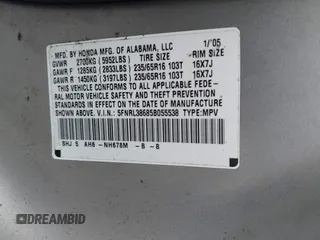 MFD. BY HONDA MFG. OF ALABAMA, LLC 1/'05
GVWR 2700KG (5952LBS) TIRE SIZE RIM SIZE
GAWR F 1285KG (2833LBS) 235/65R16 103T 16X7J
GAWR R 1450KG (3197LBS) 235/65R16 103T 16X7J
THIS VEHICLE CONFORMS TO ALL APPLICABLE FEDE-
RAL MOTOR VEHICLE SAFETY AND THEFT PREVENTION
STANDARDS IN EFFECT ON THE DATE OF MANUFACTURE
SHOWN ABOVE. V.I.N.: 5FNRL38685B055538 TYPE:MPV
SHJ 5 AH6 -NH678M -B -B
DREAMBID